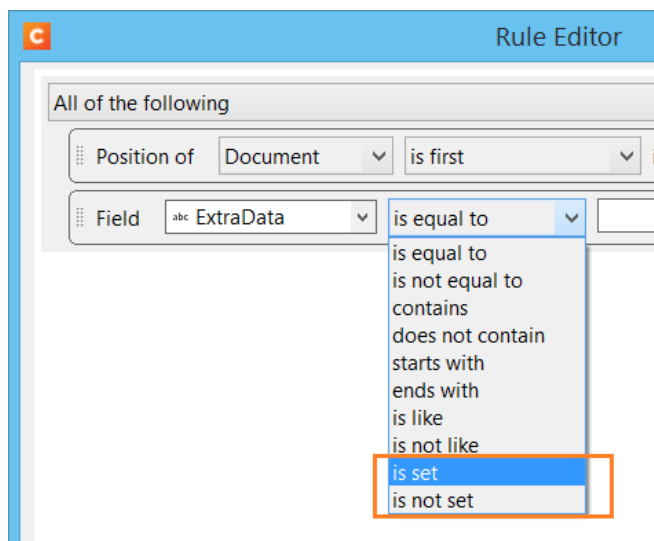 C
Rule Editor
All of the following
Position of Document is first
abc
Field ExtraData is equal to
is equal to
is not equal to
contains
does not contain
starts with
ends with
is like
is not like
is set
is not set